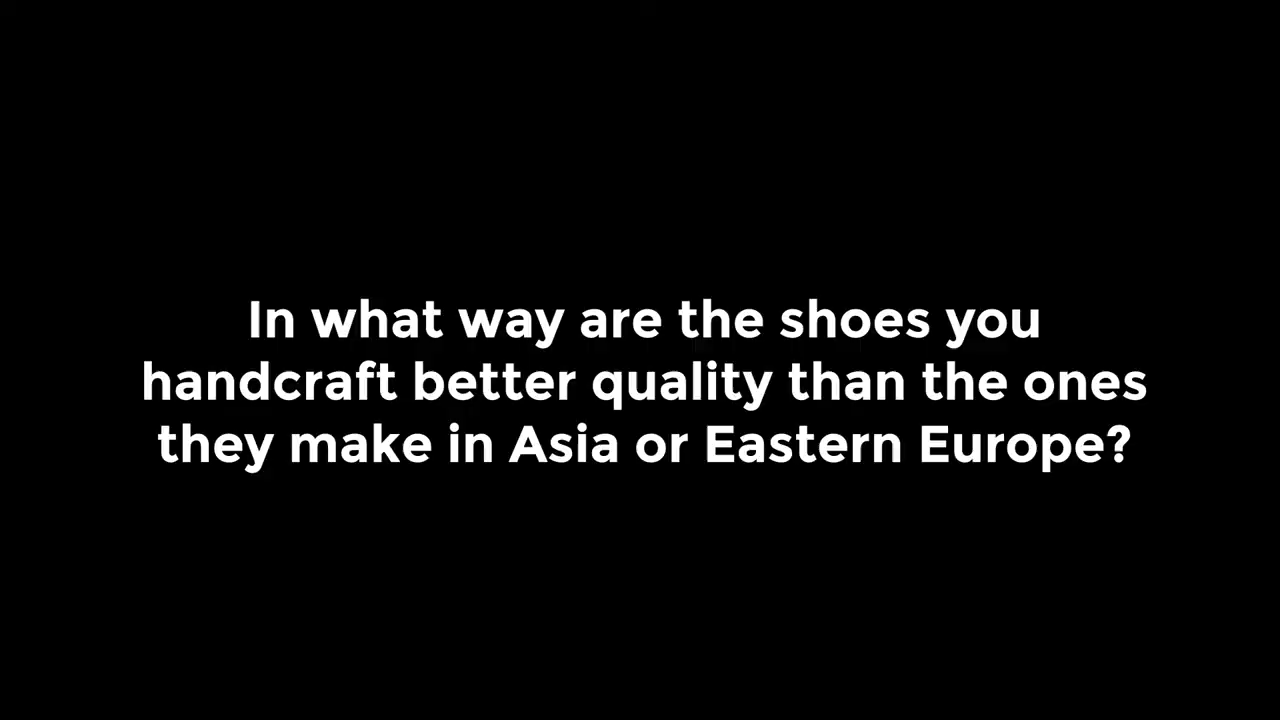 In what way are the shoes you
handcraft better quality than the ones
they make in Asia or Eastern Europe?